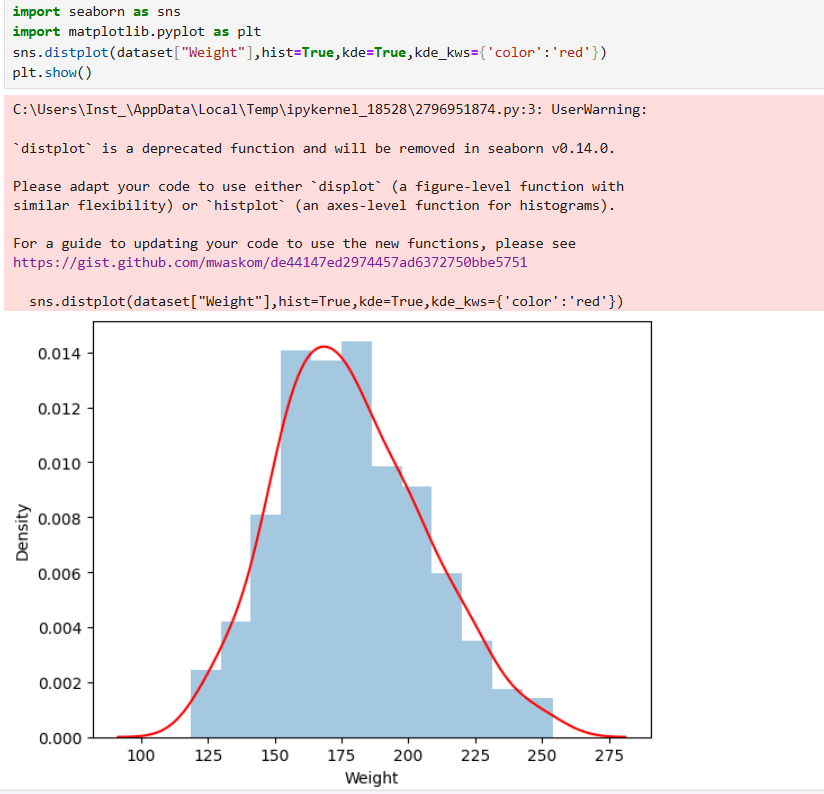 import seaborn as sns
import matplotlib.pyplot as plt
sns.distplot(dataset["Weight"],hist=True,kde=True,kde_kws={'color':'red'})
plt.show()
C:\Users\Inst_\AppData\Local\Temp\ipykernel_18528\2796951874.py:3: UserWarning:
`distplot` is a deprecated function and will be removed in seaborn v0.14.0.
Please adapt your code to use either `displot` (a figure-level function with
similar flexibility) or `histplot` (an axes-level function for histograms).
For a guide to updating your code to use the new functions, please see
https://gist.github.com/mwaskom/de44147ed2974457ad6372750bbe5751
sns.distplot(dataset["Weight"],hist=True,kde=True,kde_kws={'color':'red'})
0.014
0.012
0.010
0.008
0.006
0.004
0.002
0.000
Density
100 125 150 175 200 225 250 275
Weight